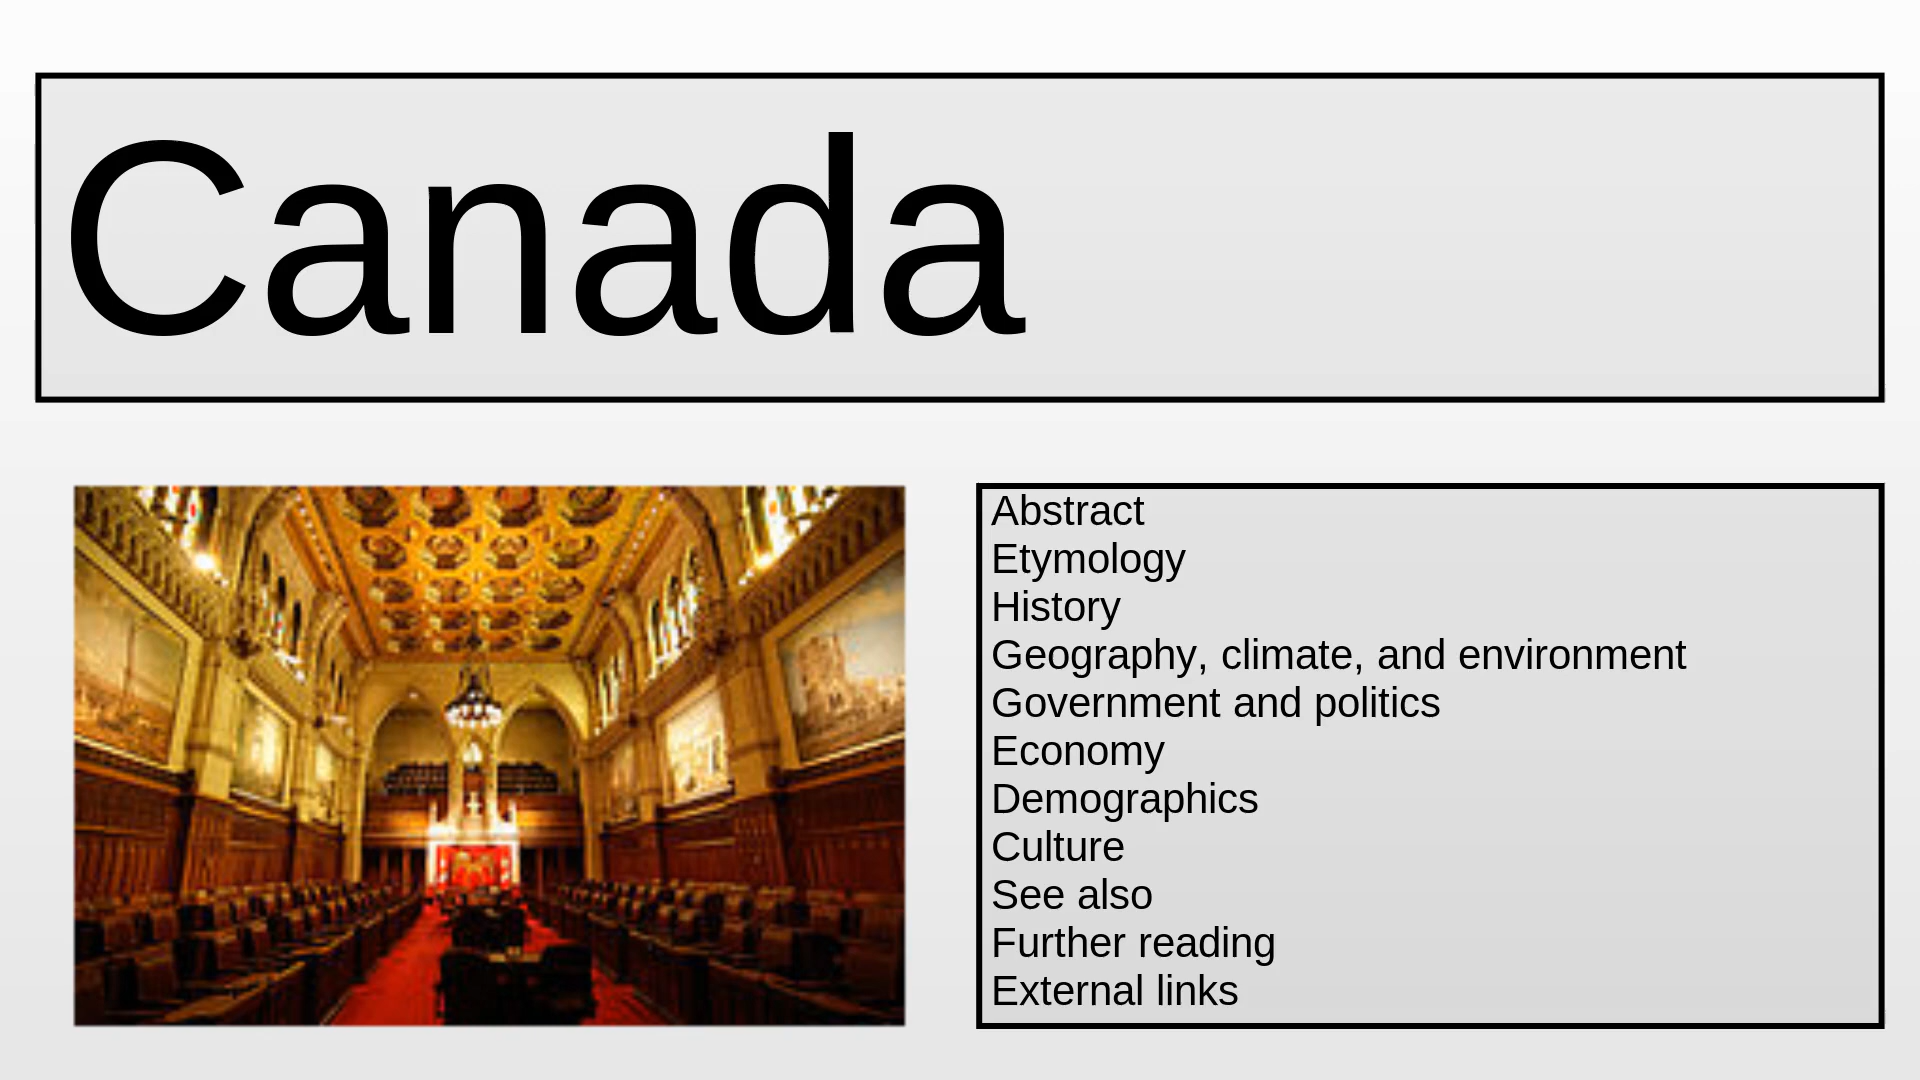 Canada
Abstract
Etymology
History
Geography, climate, and environment
Government and politics
Economy
Demographics
Culture
See also
Further reading
External links